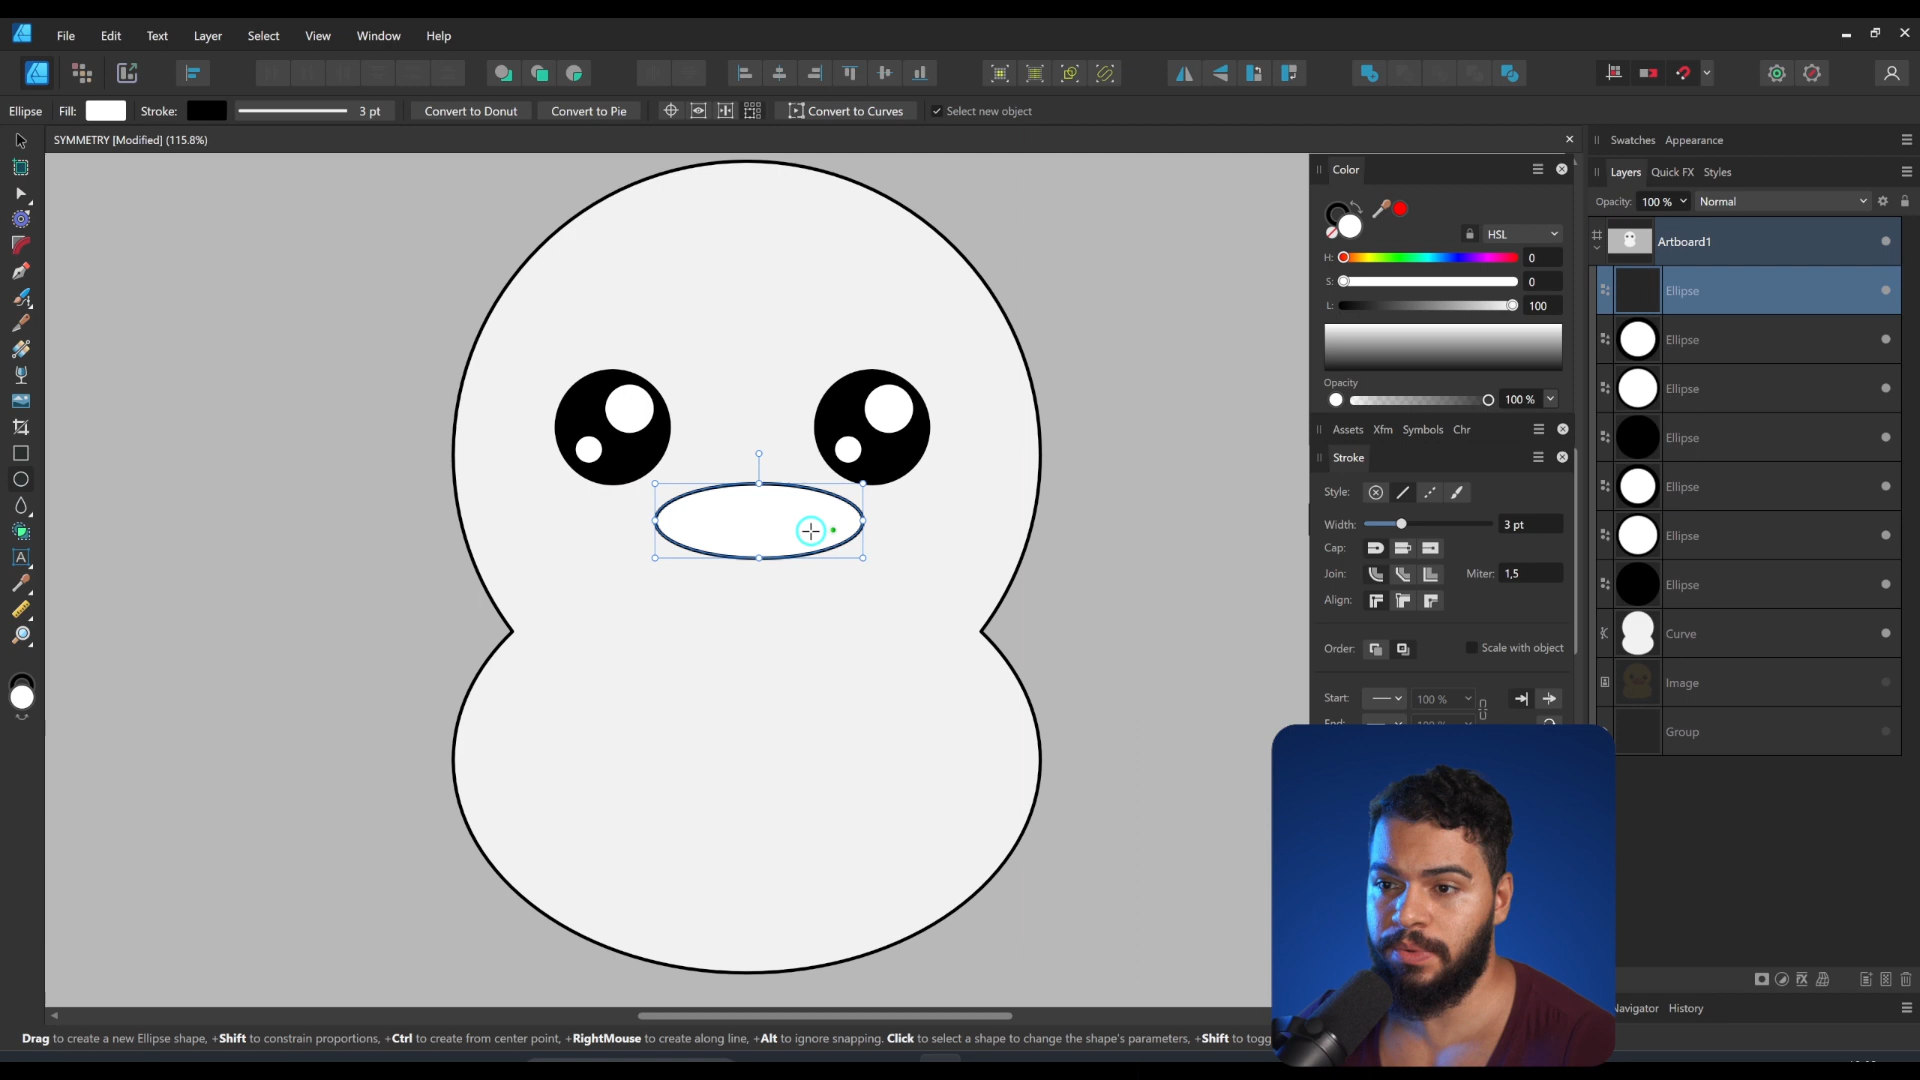 File Edit Text Layer Select View Window Help
Ellipse Fill: Stroke: 3 pt Convert to Donut Convert to Pie Convert to Curves Select new object
SYMMETRY [Modified] (115.8%)
Swatches Appearance
Color
Layers Quick FX Styles
Opacity: 100 % Normal
HSL
H: 0
S: 0
L: 100
Opacity
100 %
Assets Xfm Symbols Chr
Stroke
Style:
Width: 3 pt
Cap:
Join: Miter: 1,5
Align:
Order: Scale with object
Start: 100 %
End: 100 %
Artboard1
Ellipse
Ellipse
Ellipse
Ellipse
Ellipse
Ellipse
Ellipse
Curve
Image
Group
Navigator History
Drag to create a new Ellipse shape, +Shift to constrain proportions, +Ctrl to create from center point, +RightMouse to create along line, +Alt to ignore snapping. Click to select a shape to change the shape's parameters, +Shift to togg